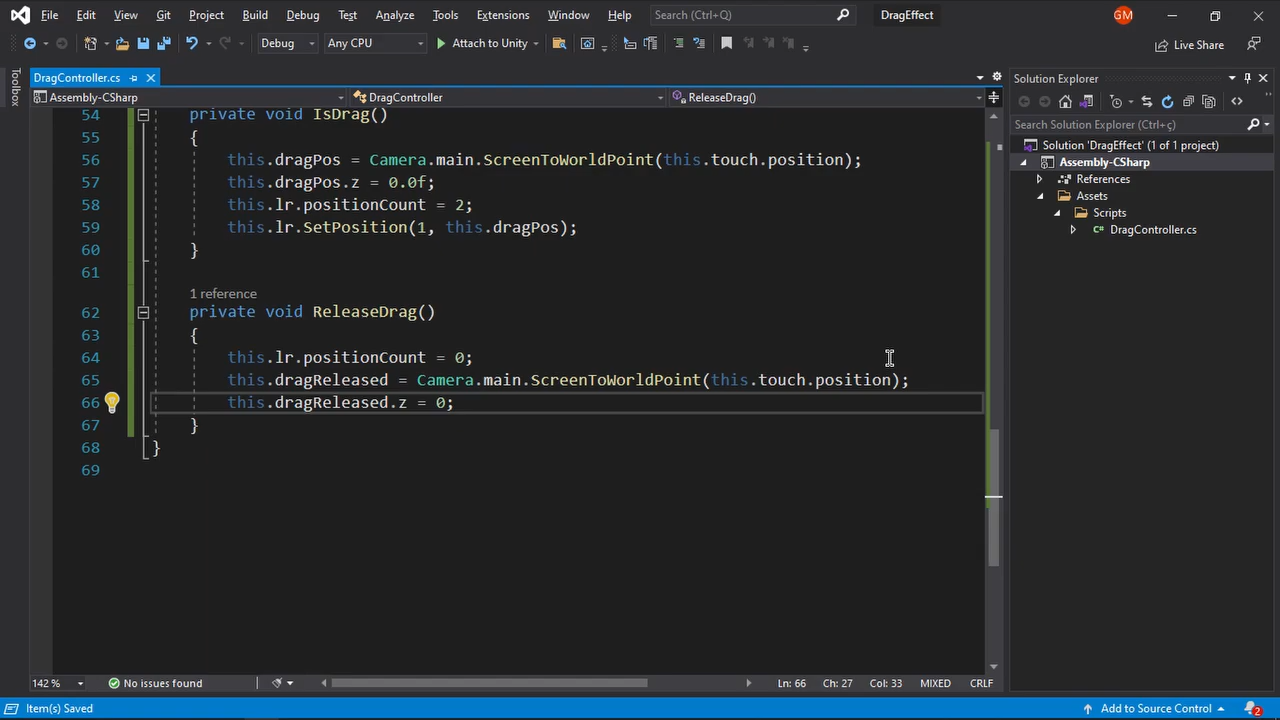 File Edit View Git Project Build Debug Test Analyze Tools Extensions Window Help Search (Ctrl+Q) DragEffect GM
Debug Any CPU Attach to Unity Live Share
Toolbox
DragController.cs
Assembly-CSharp DragController ReleaseDrag()
54 private void IsDrag()
55 {
56 this.dragPos = Camera.main.ScreenToWorldPoint(this.touch.position);
57 this.dragPos.z = 0.0f;
58 this.lr.positionCount = 2;
59 this.lr.SetPosition(1, this.dragPos);
60 }
61
1 reference
62 private void ReleaseDrag()
63 {
64 this.lr.positionCount = 0;
65 this.dragReleased = Camera.main.ScreenToWorldPoint(this.touch.position);
66 this.dragReleased.z = 0;
67 }
68 }
69
Solution Explorer
Search Solution Explorer (Ctrl+ç)
Solution 'DragEffect' (1 of 1 project)
Assembly-CSharp
References
Assets
Scripts
C# DragController.cs
142 % No issues found Ln: 66 Ch: 27 Col: 33 MIXED CRLF
Item(s) Saved Add to Source Control 2